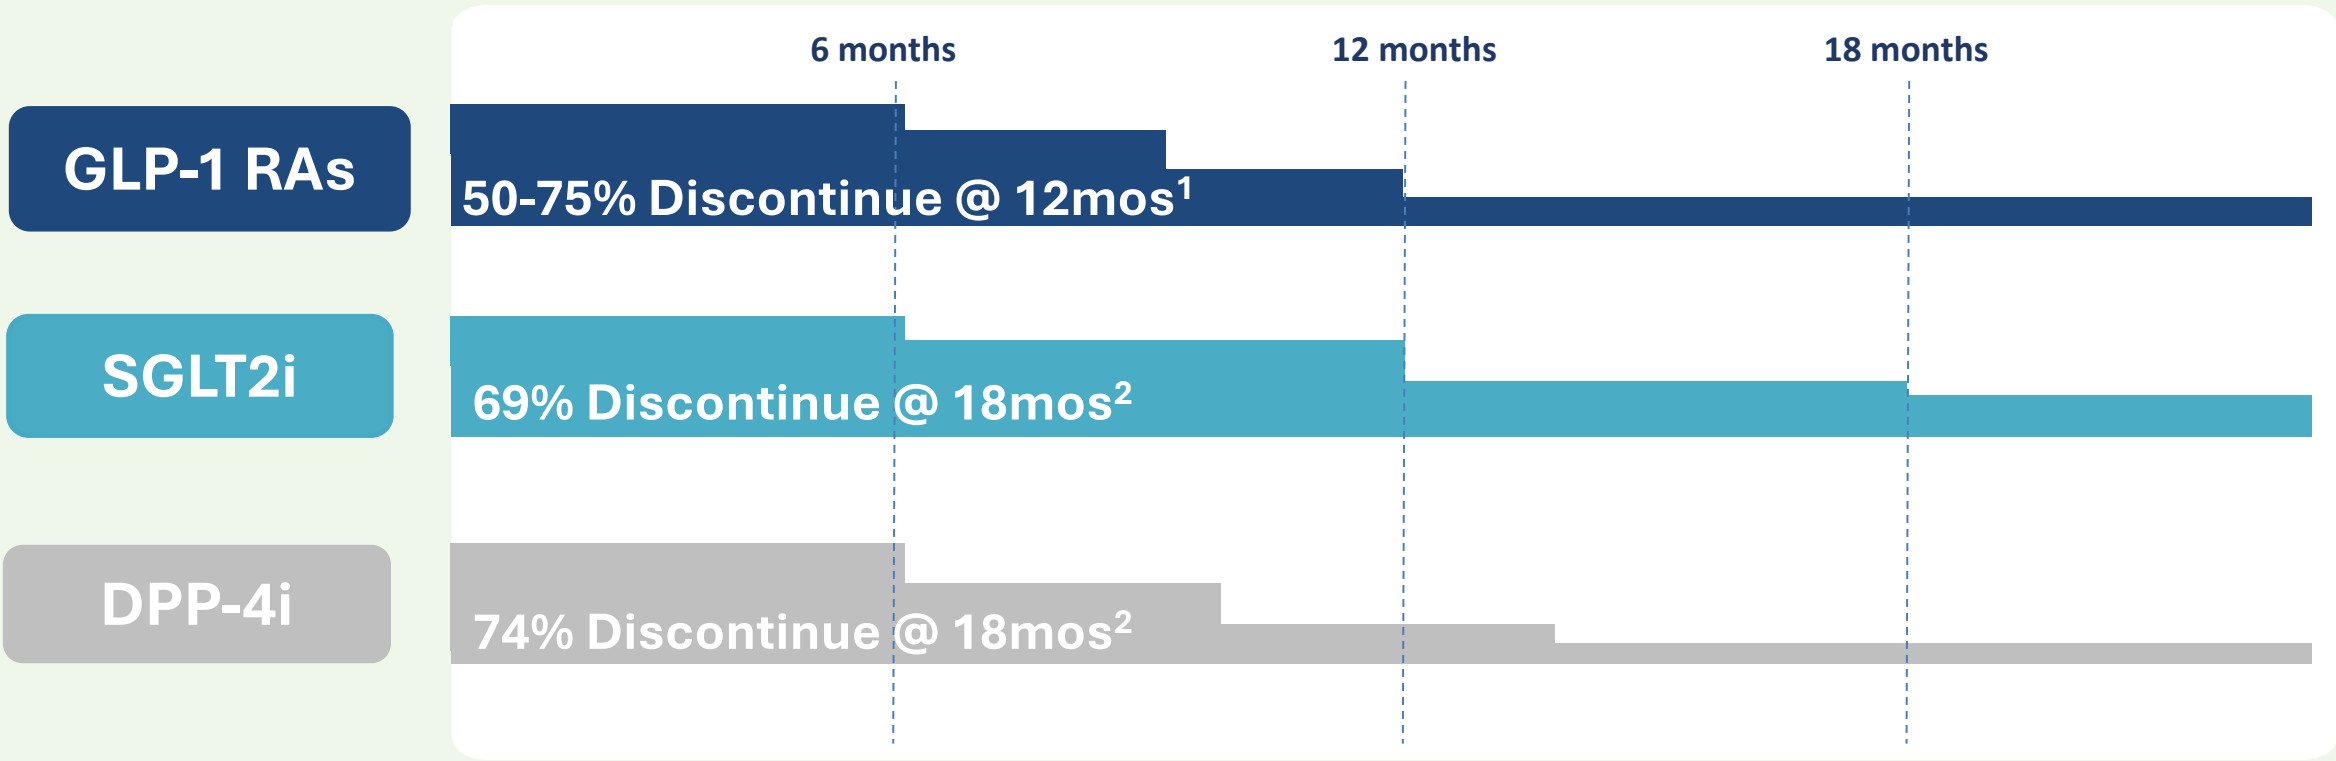 6 months
12 months
18 months
GLP-1 RAs
50-75% Discontinue @ 12mos¹
SGLT2i
69% Discontinue @ 18mos²
DPP-4i
74% Discontinue @ 18mos²